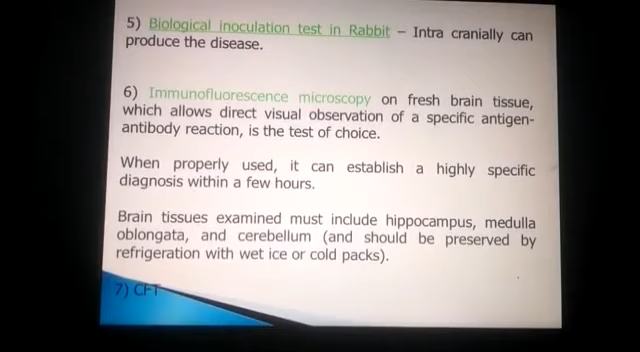 5) Biological inoculation test in Rabbit – Intra cranially can
produce the disease.
6) Immunofluorescence microscopy on fresh brain tissue,
which allows direct visual observation of a specific antigen-
antibody reaction, is the test of choice.
When properly used, it can establish a highly specific
diagnosis within a few hours.
Brain tissues examined must include hippocampus, medulla
oblongata, and cerebellum (and should be preserved by
refrigeration with wet ice or cold packs).
7) CFT